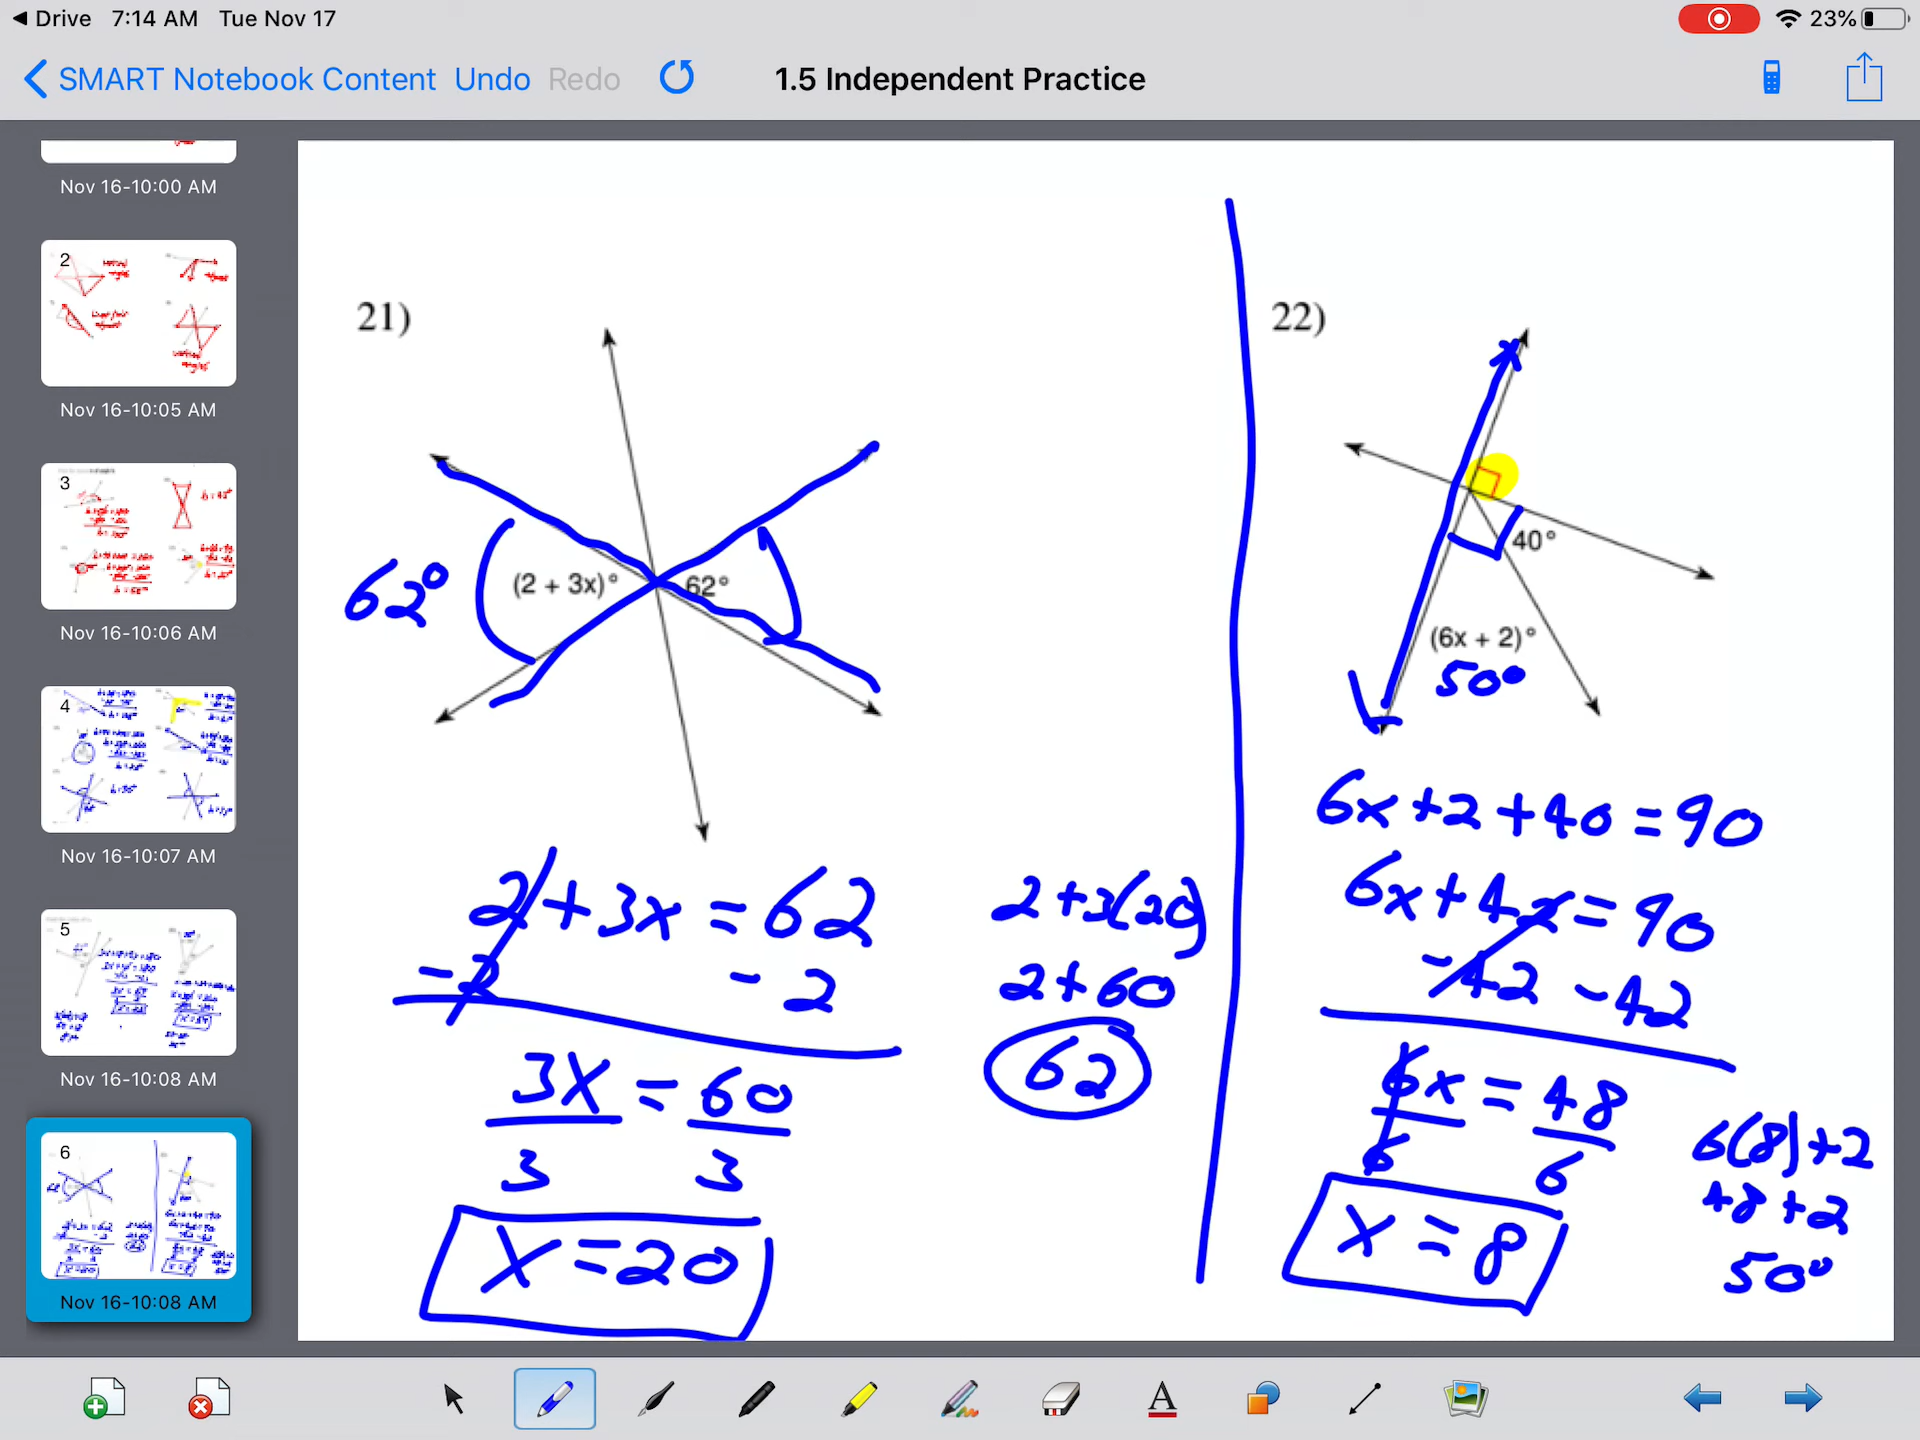 Drive 7:14 AM Tue Nov 17
23%
SMART Notebook Content Undo Redo
1.5 Independent Practice
Nov 16-10:00 AM
2
Nov 16-10:05 AM
3
Nov 16-10:06 AM
4
Nov 16-10:07 AM
5
Nov 16-10:08 AM
6
Nov 16-10:08 AM
21)
62°
(2 + 3x)°
62°
2 + 3x = 62
-2 -2
3x = 60
3 3
x = 20
2 + 3(20)
2 + 60
62
22)
40°
(6x + 2)°
50°
6x + 2 + 40 = 90
6x + 42 = 90
-42 -42
6x = 48
6 6
x = 8
6(8) + 2
48 + 2
50°
A